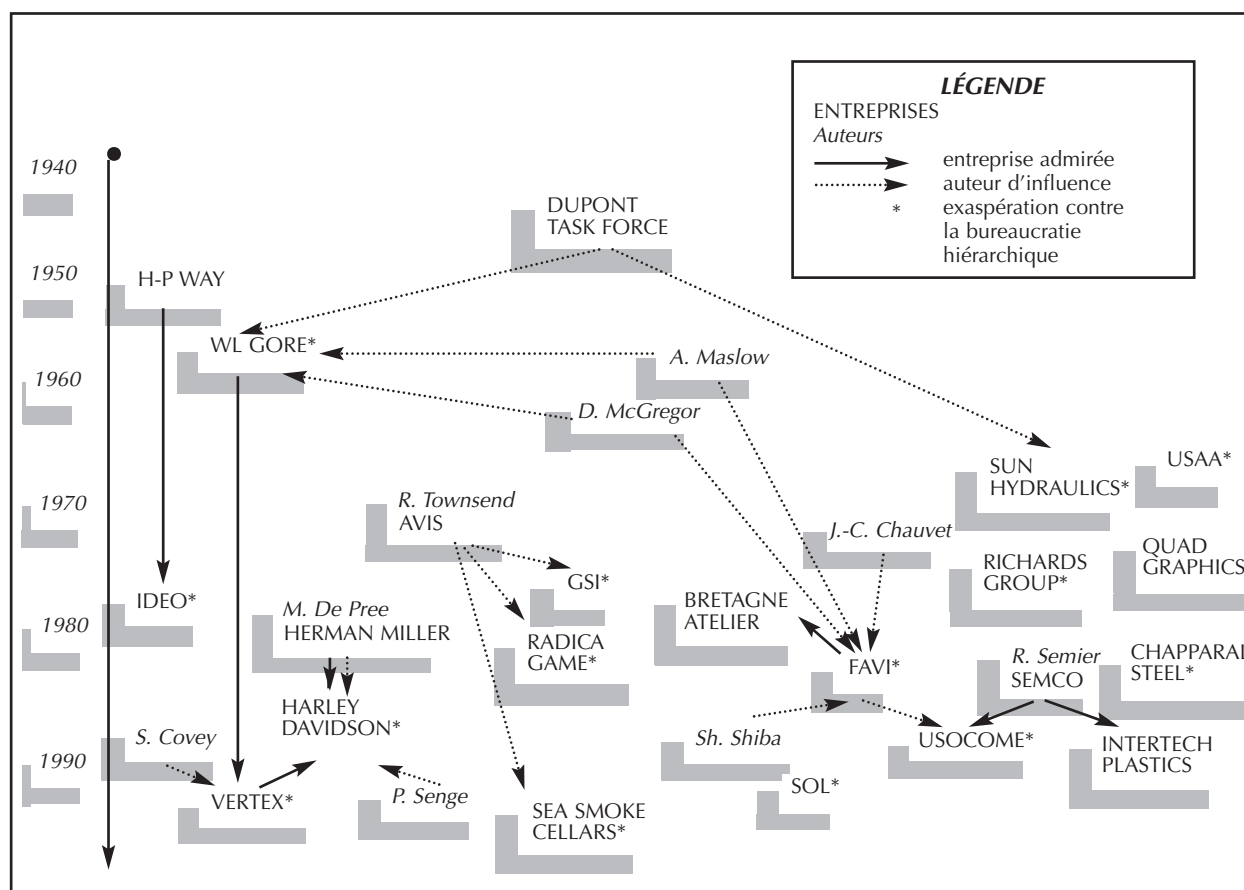 LÉGENDE
ENTREPRISES
Auteurs
entreprise admirée
auteur d'influence
* exaspération contre
la bureaucratie
hiérarchique
1940
1950
1960
1970
1980
1990
DUPONT
TASK FORCE
H-P WAY
WL GORE*
A. Maslow
D. McGregor
SUN
HYDRAULICS*
USAA*
R. Townsend
AVIS
J.-C. Chauvet
RICHARDS
GROUP*
QUAD
GRAPHICS
GSI*
IDEO*
M. De Pree
HERMAN MILLER
RADICA
GAME*
BRETAGNE
ATELIER
FAVI*
R. Semier
SEMCO
CHAPPARAL
STEEL*
HARLEY
DAVIDSON*
S. Covey
Sh. Shiba
USOCOME*
INTERTECH
PLASTICS
VERTEX*
P. Senge
SOL*
SEA SMOKE
CELLARS*